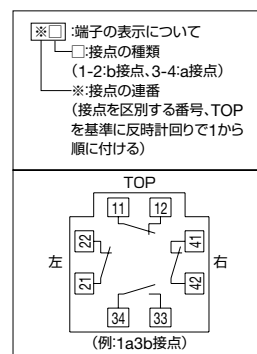 ※□:端子の表示について
□:接点の種類
(1-2:b接点、3-4:a接点)
※:接点の連番
(接点を区別する番号、TOP
を基準に反時計回りで1から
順に付ける)
TOP
11 12
22 41
左 右
21 42
34 33
(例:1a3b接点)